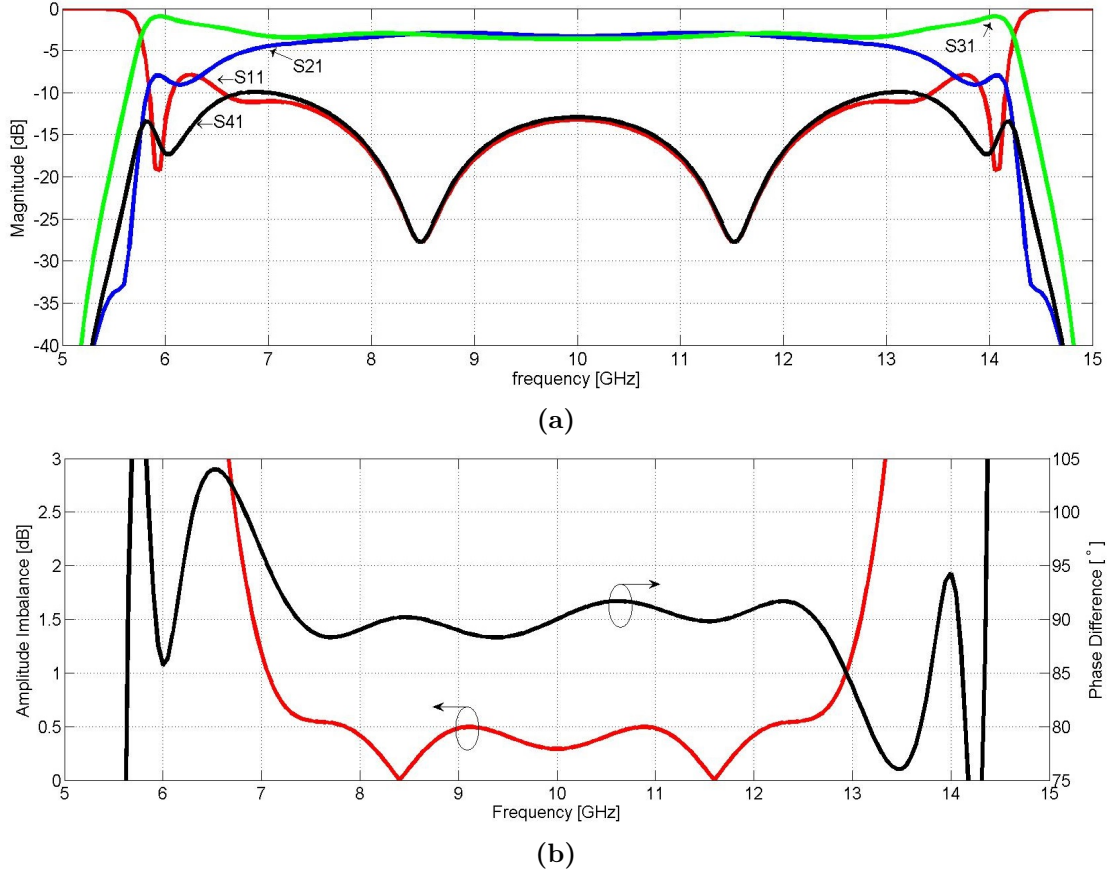 0
-5
-10
-15
-20
-25
-30
-35
-40
Magnitude [dB]
S11
S21
S31
S41
5 6 7 8 9 10 11 12 13 14 15
frequency [GHz]
(a)
3
2.5
2
1.5
1
0.5
0
Amplitude Imbalance [dB]
105
100
95
90
85
80
75
Phase Difference [°]
5 6 7 8 9 10 11 12 13 14 15
Frequency [GHz]
(b)